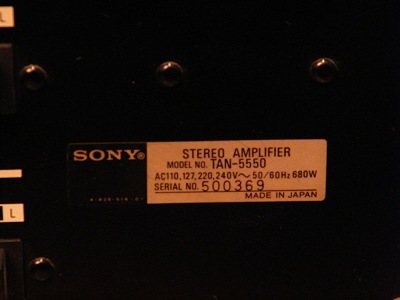 L
SONY®
STEREO AMPLIFIER
MODEL NO. TAN-5550
AC110, 127, 220, 240V～ 50/60Hz 680W
SERIAL NO. 500369
MADE IN JAPAN
L